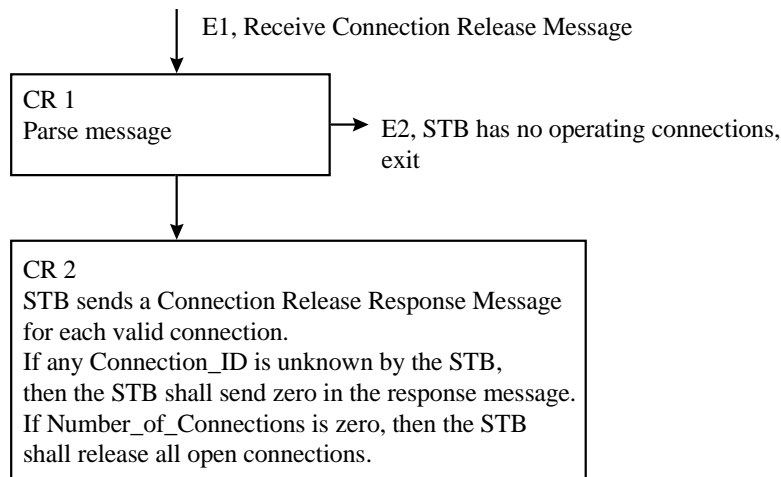 E1, Receive Connection Release Message
CR 1
Parse message
E2, STB has no operating connections,
exit
CR 2
STB sends a Connection Release Response Message
for each valid connection.
If any Connection_ID is unknown by the STB,
then the STB shall send zero in the response message.
If Number_of_Connections is zero, then the STB
shall release all open connections.